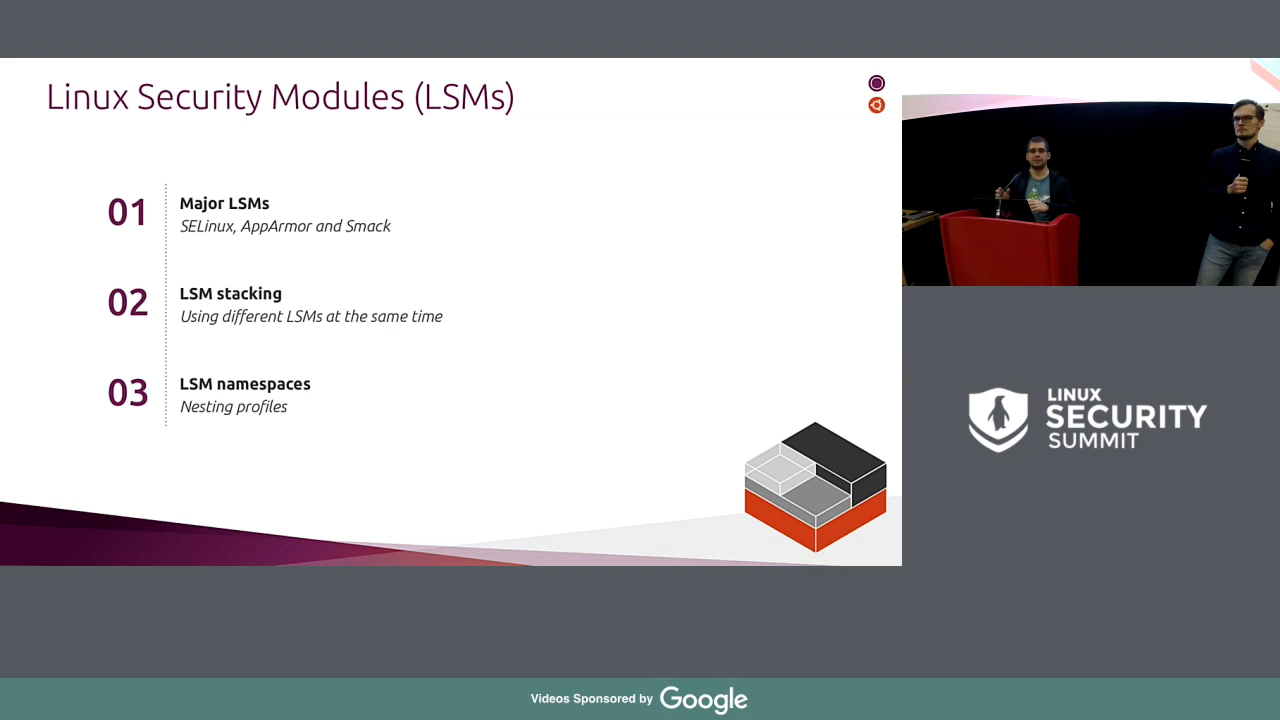 Linux Security Modules (LSMs)
01
Major LSMs
SELinux, AppArmor and Smack
02
LSM stacking
Using different LSMs at the same time
03
LSM namespaces
Nesting profiles
LINUX
SECURITY
SUMMIT
Videos Sponsored by Google